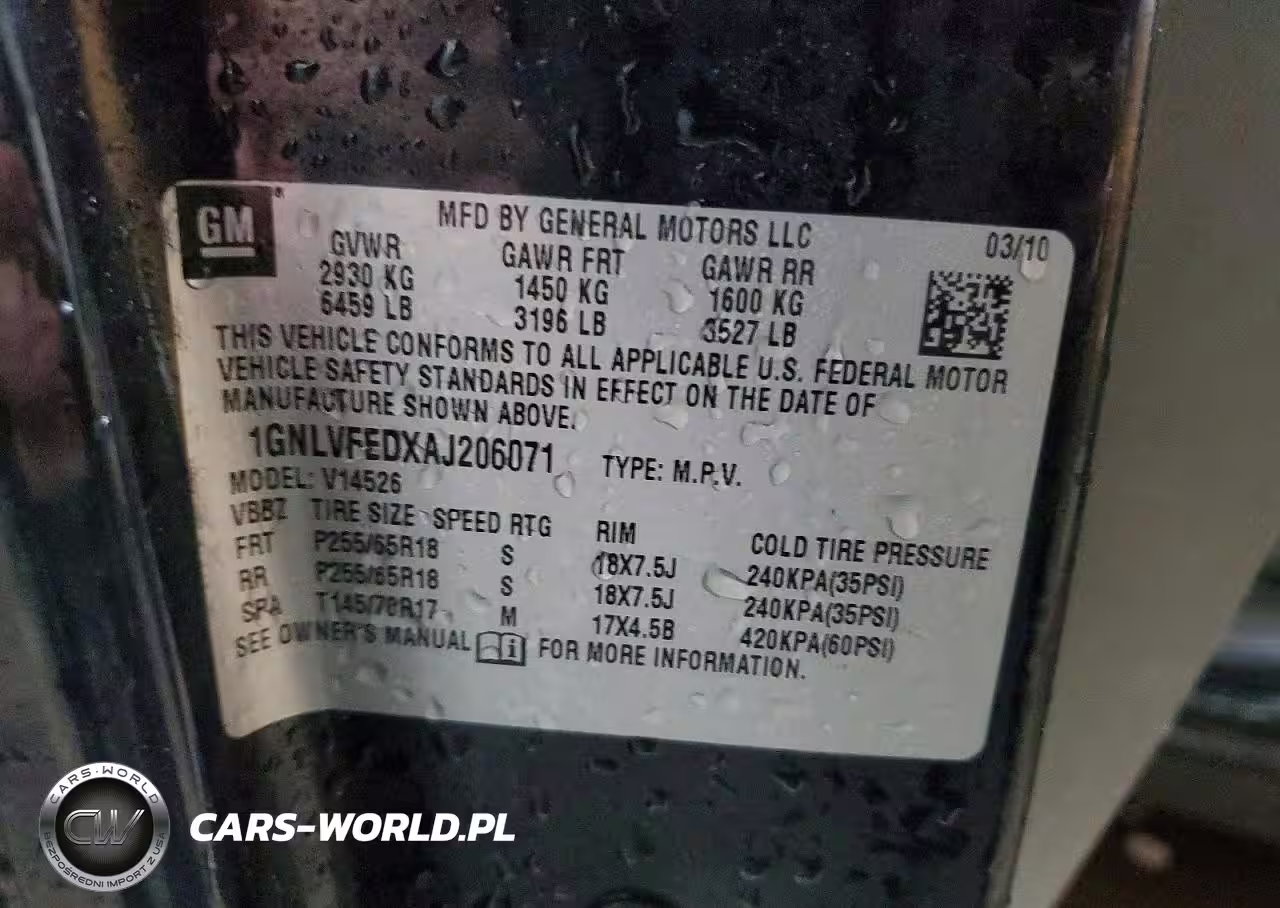 GM
MFD BY GENERAL MOTORS LLC
03/10
GVWR GAWR FRT GAWR RR
2930 KG 1450 KG 1600 KG
6459 LB 3196 LB 3527 LB
THIS VEHICLE CONFORMS TO ALL APPLICABLE U.S. FEDERAL MOTOR
VEHICLE SAFETY STANDARDS IN EFFECT ON THE DATE OF
MANUFACTURE SHOWN ABOVE.
1GNLVFEDXAJ206071 TYPE: M.P.V.
MODEL: V14526
VBBZ TIRE SIZE SPEED RTG RIM COLD TIRE PRESSURE
FRT P255/65R18 S 18X7.5J 240KPA(35PSI)
RR P255/65R18 S 18X7.5J 240KPA(35PSI)
SPA T145/70R17 M 17X4.5B 420KPA(60PSI)
SEE OWNER'S MANUAL i FOR MORE INFORMATION.
CARS-WORLD
CW
BEZPOŚREDNI IMPORT Z USA
CARS-WORLD.PL